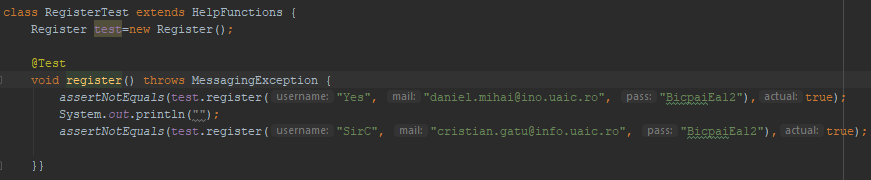 class RegisterTest extends HelpFunctions {
Register test=new Register();
@Test
void register() throws MessagingException {
assertNotEquals(test.register( username: "Yes", mail: "daniel.mihai@ino.uaic.ro", pass: "BicpaiEal2"), actual: true);
System.out.println("");
assertNotEquals(test.register( username: "SirC", mail: "cristian.gatu@info.uaic.ro", pass: "BicpaiEal2"), actual: true);
}}